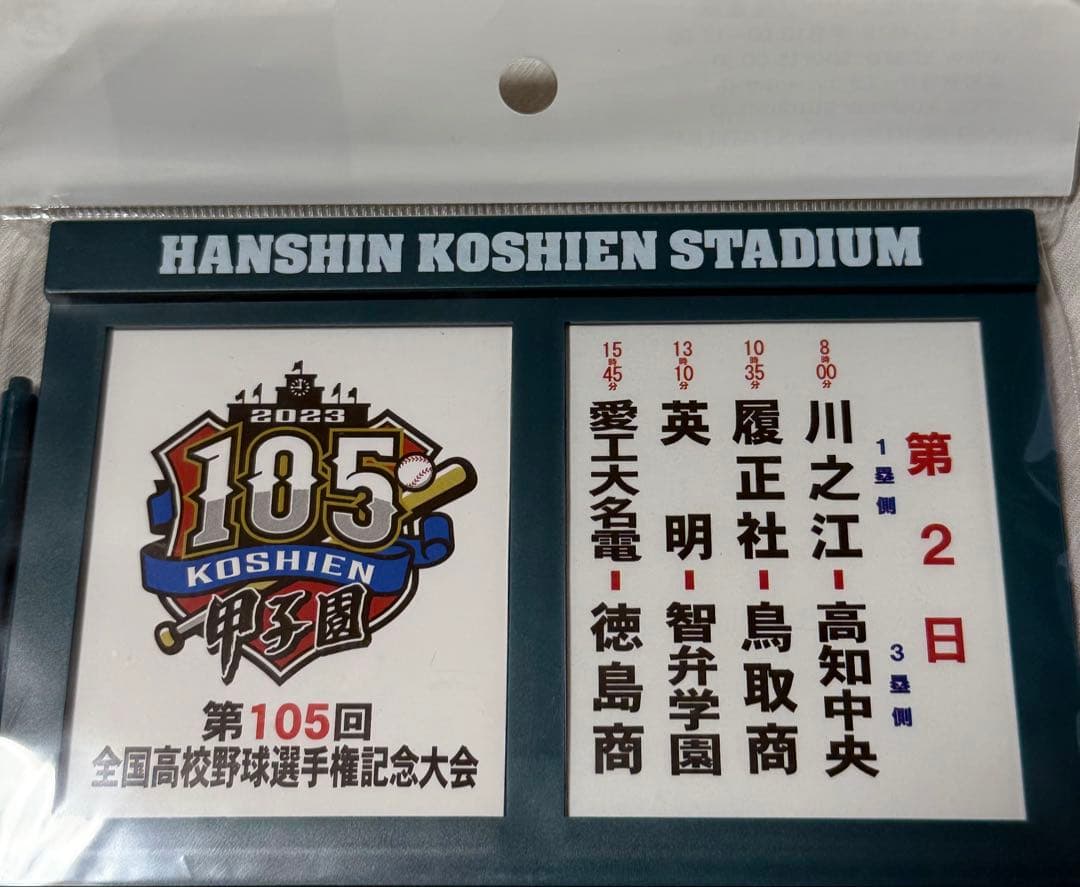 HANSHIN KOSHIEN STADIUM
2023
105
KOSHIEN
甲子園
第105回
全国高校野球選手権記念大会
第2日
1塁側
3塁側
8時00分
川之江-高知中央
10時35分
履正社-鳥取商
13時10分
英明-智弁学園
15時45分
愛工大名電-徳島商